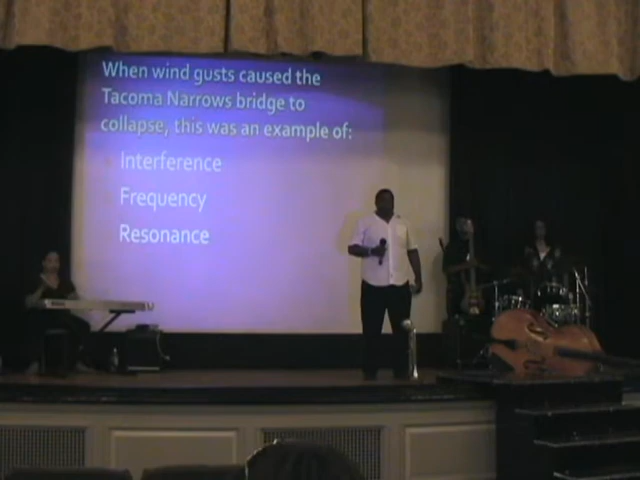 When wind gusts caused the
Tacoma Narrows bridge to
collapse, this was an example of:
Interference
Frequency
Resonance